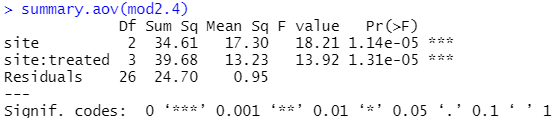 > summary.aov(mod2.4)
Df Sum Sq Mean Sq F value Pr(>F)
site 2 34.61 17.30 18.21 1.14e-05 ***
site:treated 3 39.68 13.23 13.92 1.31e-05 ***
Residuals 26 24.70 0.95
---
Signif. codes: 0 ‘***’ 0.001 ‘**’ 0.01 ‘*’ 0.05 ‘.’ 0.1 ‘ ’ 1